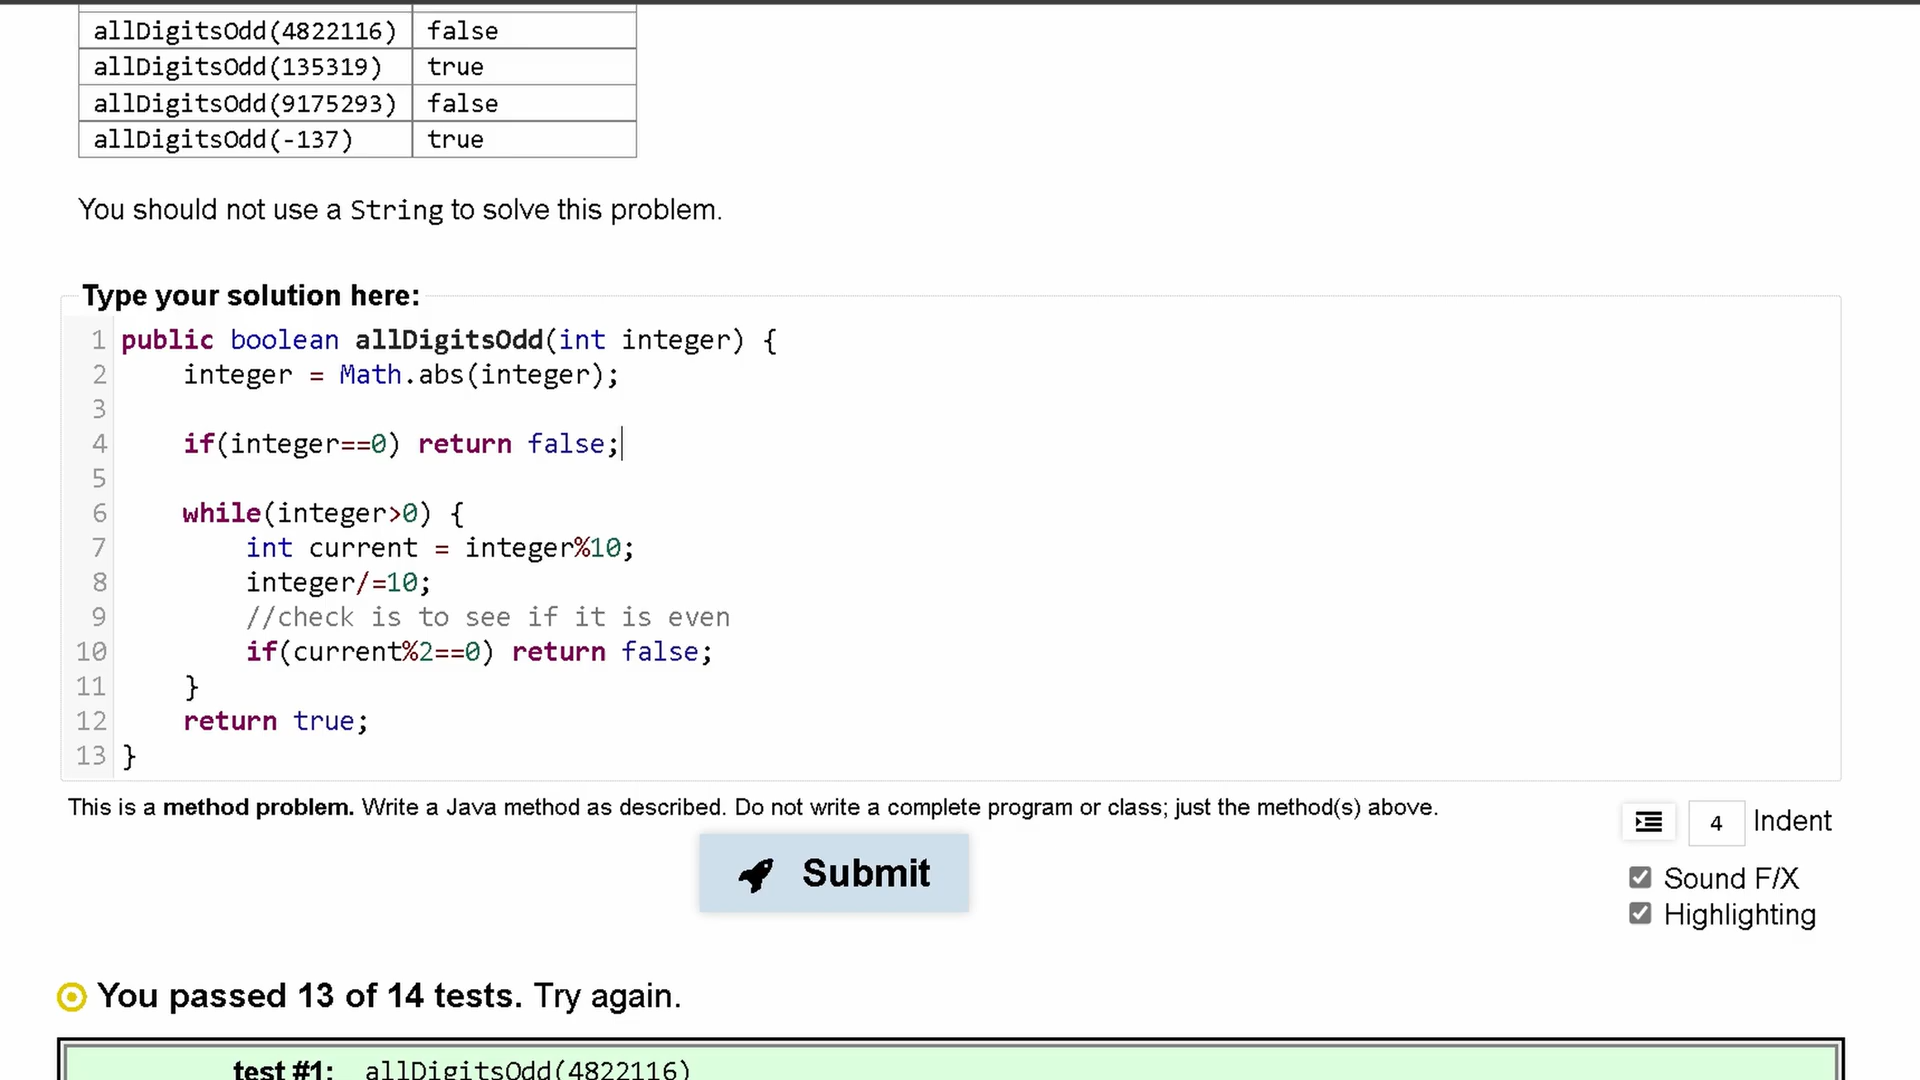 allDigitsOdd(4822116) false
allDigitsOdd(135319) true
allDigitsOdd(9175293) false
allDigitsOdd(-137) true
You should not use a String to solve this problem.
Type your solution here:
1 public boolean allDigitsOdd(int integer) {
2     integer = Math.abs(integer);
3
4     if(integer==0) return false;
5
6     while(integer>0) {
7         int current = integer%10;
8         integer/=10;
9         //check is to see if it is even
10         if(current%2==0) return false;
11     }
12     return true;
13 }
This is a method problem. Write a Java method as described. Do not write a complete program or class; just the method(s) above.
4 Indent
Submit
Sound F/X
Highlighting
You passed 13 of 14 tests. Try again.
test #1: allDigitsOdd(4822116)